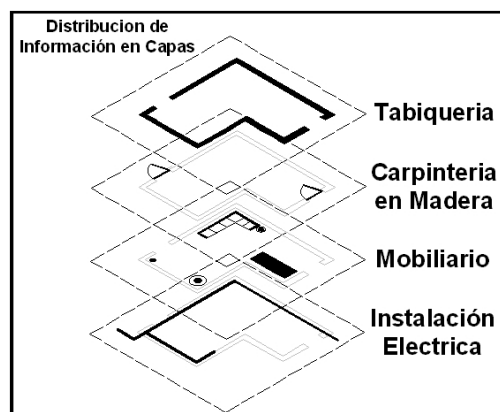 Distribucion de
Información en Capas
Tabiqueria
Carpinteria
en Madera
Mobiliario
Instalación
Electrica